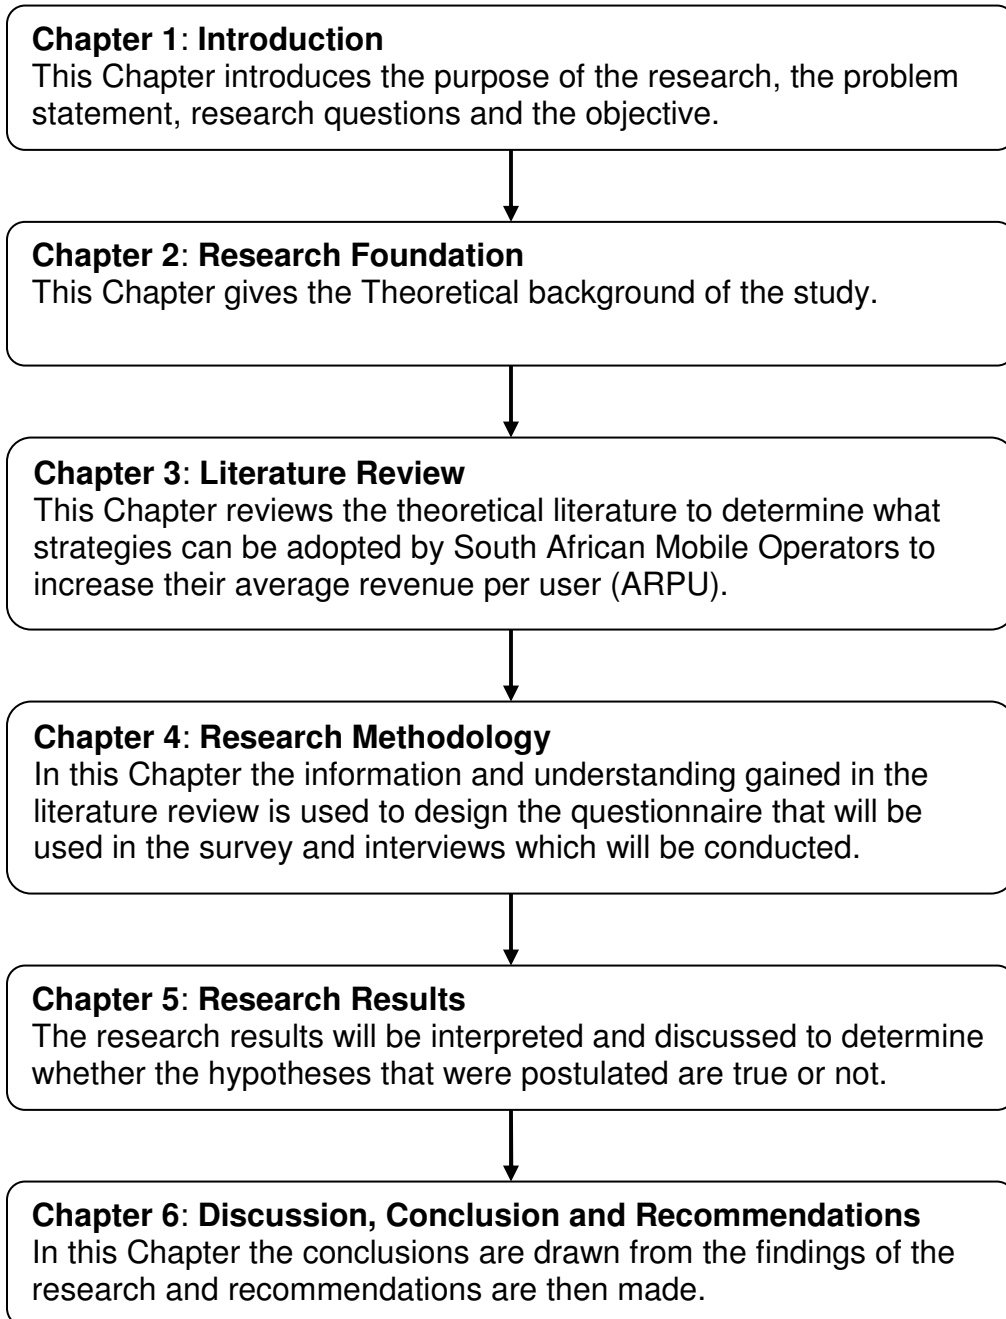 Chapter 1: Introduction
This Chapter introduces the purpose of the research, the problem
statement, research questions and the objective.
Chapter 2: Research Foundation
This Chapter gives the Theoretical background of the study.
Chapter 3: Literature Review
This Chapter reviews the theoretical literature to determine what
strategies can be adopted by South African Mobile Operators to
increase their average revenue per user (ARPU).
Chapter 4: Research Methodology
In this Chapter the information and understanding gained in the
literature review is used to design the questionnaire that will be
used in the survey and interviews which will be conducted.
Chapter 5: Research Results
The research results will be interpreted and discussed to determine
whether the hypotheses that were postulated are true or not.
Chapter 6: Discussion, Conclusion and Recommendations
In this Chapter the conclusions are drawn from the findings of the
research and recommendations are then made.